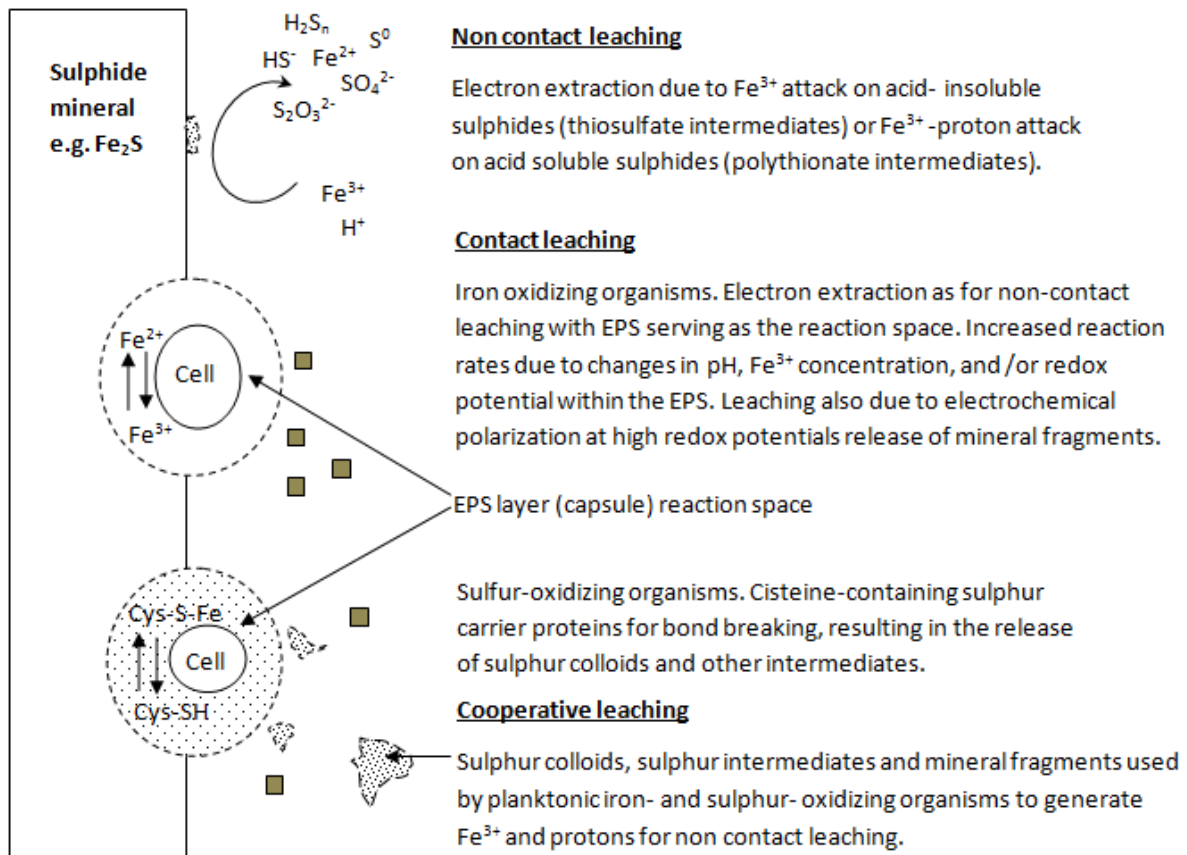 Sulphide
mineral
e.g. Fe₂S
H₂Sₙ
S⁰
HS⁻
Fe²⁺
SO₄²⁻
S₂O₃²⁻
Fe³⁺
H⁺
Non contact leaching
Electron extraction due to Fe³⁺ attack on acid- insoluble
sulphides (thiosulfate intermediates) or Fe³⁺ -proton attack
on acid soluble sulphides (polythionate intermediates).
Contact leaching
Iron oxidizing organisms. Electron extraction as for non-contact
leaching with EPS serving as the reaction space. Increased reaction
rates due to changes in pH, Fe³⁺ concentration, and /or redox
potential within the EPS. Leaching also due to electrochemical
polarization at high redox potentials release of mineral fragments.
Fe²⁺
Cell
Fe³⁺
EPS layer (capsule) reaction space
Cys-S-Fe
Cell
Cys-SH
Sulfur-oxidizing organisms. Cisteine-containing sulphur
carrier proteins for bond breaking, resulting in the release
of sulphur colloids and other intermediates.
Cooperative leaching
Sulphur colloids, sulphur intermediates and mineral fragments used
by planktonic iron- and sulphur- oxidizing organisms to generate
Fe³⁺ and protons for non contact leaching.